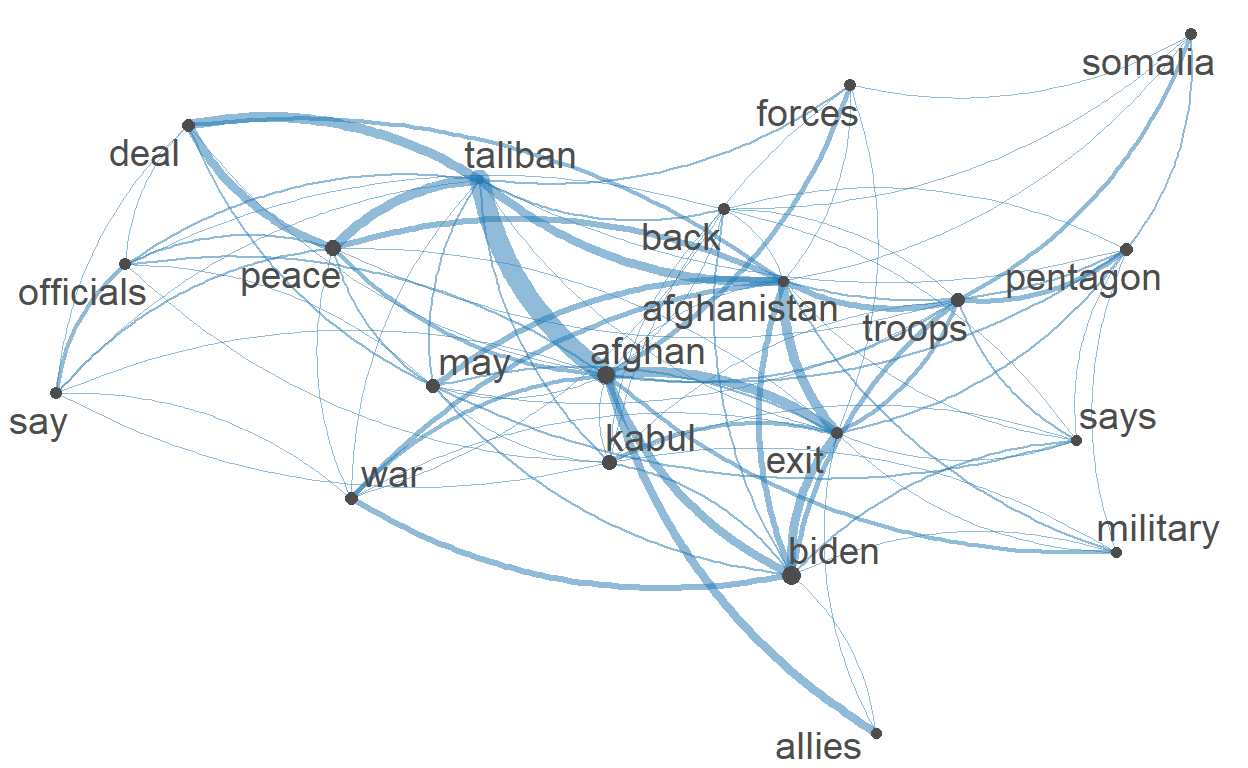 somalia
forces
deal
taliban
back
peace
pentagon
officials
afghanistan
troops
afghan
may
says
say
kabul
exit
war
military
biden
allies